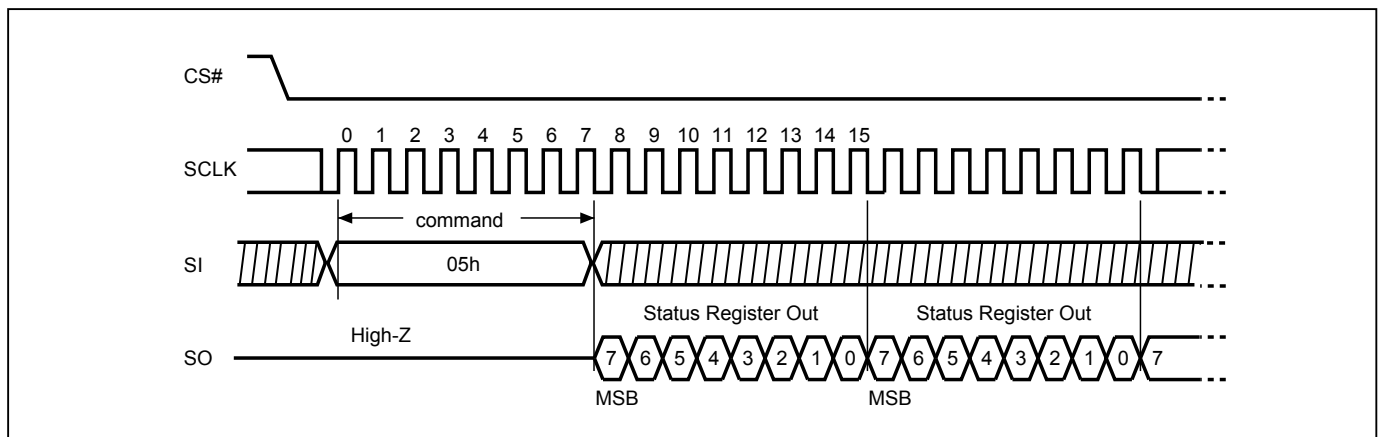 CS#
0 1 2 3 4 5 6 7 8 9 10 11 12 13 14 15
SCLK
command
SI
05h
Status Register Out Status Register Out
High-Z
SO
7 6 5 4 3 2 1 0 7 6 5 4 3 2 1 0 7
MSB MSB